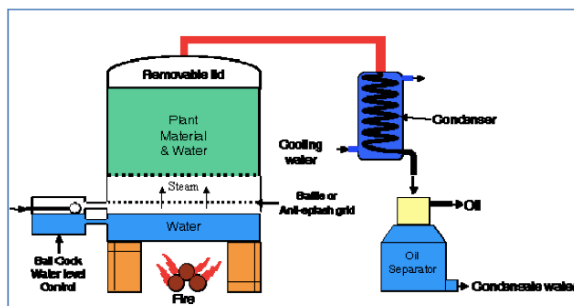 Removable lid
Plant
Material
& Water
Steam
Water
Baffle or
Anti-splash grid
Ball Cock
Water level
Control
Fire
Condenser
Cooling
water
Oil
Oil
Separator
Condensate water